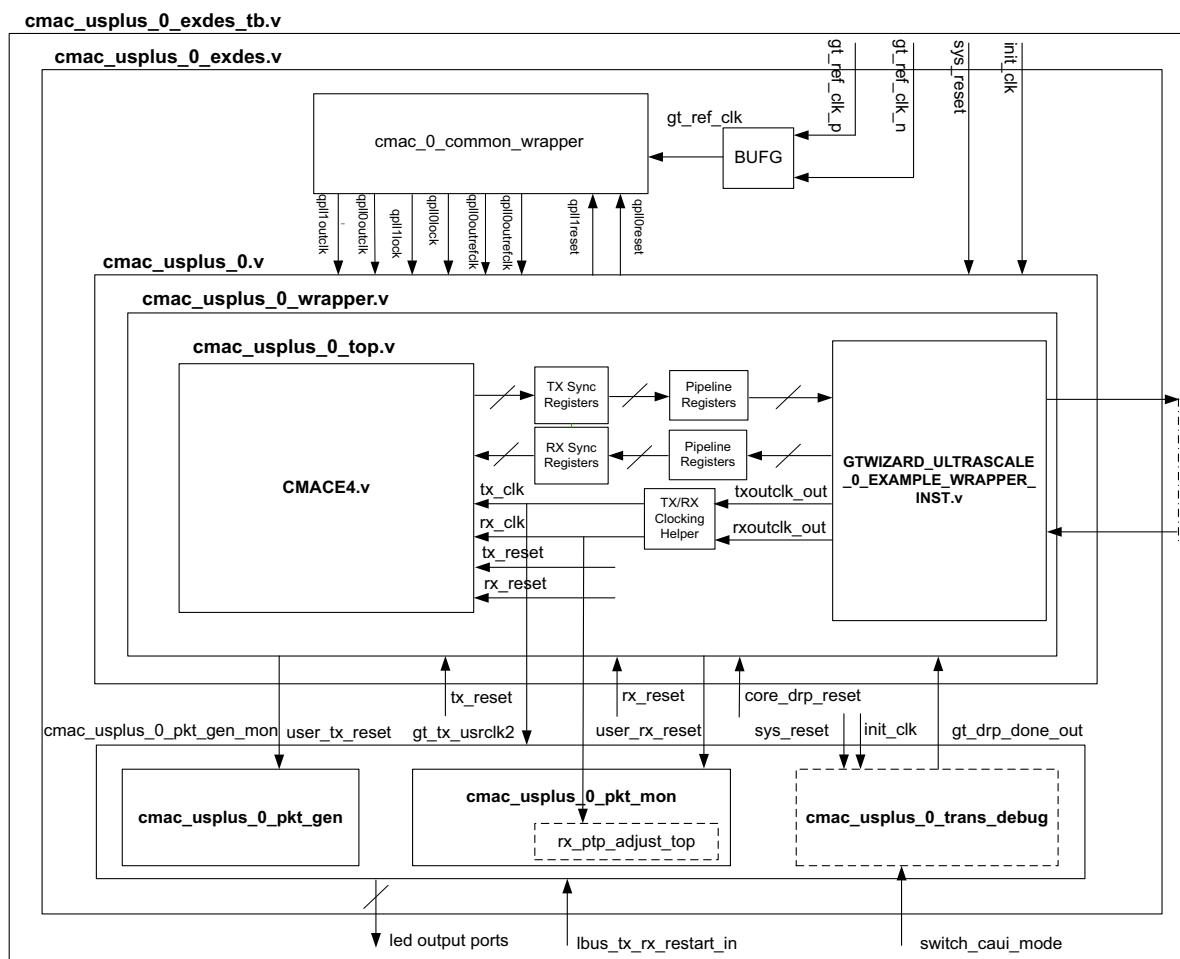 cmac_usplus_0_exdes_tb.v
cmac_usplus_0_exdes.v
gt_ref_clk_p
gt_ref_clk_n
sys_reset
init_clk
gt_ref_clk
cmac_0_common_wrapper
BUFG
qpll1outclk
qpll0outclk
qpll1lock
qpll0lock
qpll0outrefclk
qpll0outrefclk
qpll1reset
qpll0reset
cmac_usplus_0.v
cmac_usplus_0_wrapper.v
cmac_usplus_0_top.v
TX Sync
Registers
Pipeline
Registers
RX Sync
Registers
Pipeline
Registers
CMACE4.v
GTWIZARD_ULTRASCALE
_0_EXAMPLE_WRAPPER_
INST.v
tx_clk
TX/RX
Clocking
Helper
txoutclk_out
rx_clk
rxoutclk_out
tx_reset
rx_reset
tx_reset
rx_reset
core_drp_reset
cmac_usplus_0_pkt_gen_mon
user_tx_reset
gt_tx_usrclk2
user_rx_reset
sys_reset
init_clk
gt_drp_done_out
cmac_usplus_0_pkt_gen
cmac_usplus_0_pkt_mon
rx_ptp_adjust_top
cmac_usplus_0_trans_debug
led output ports
lbus_tx_rx_restart_in
switch_caui_mode